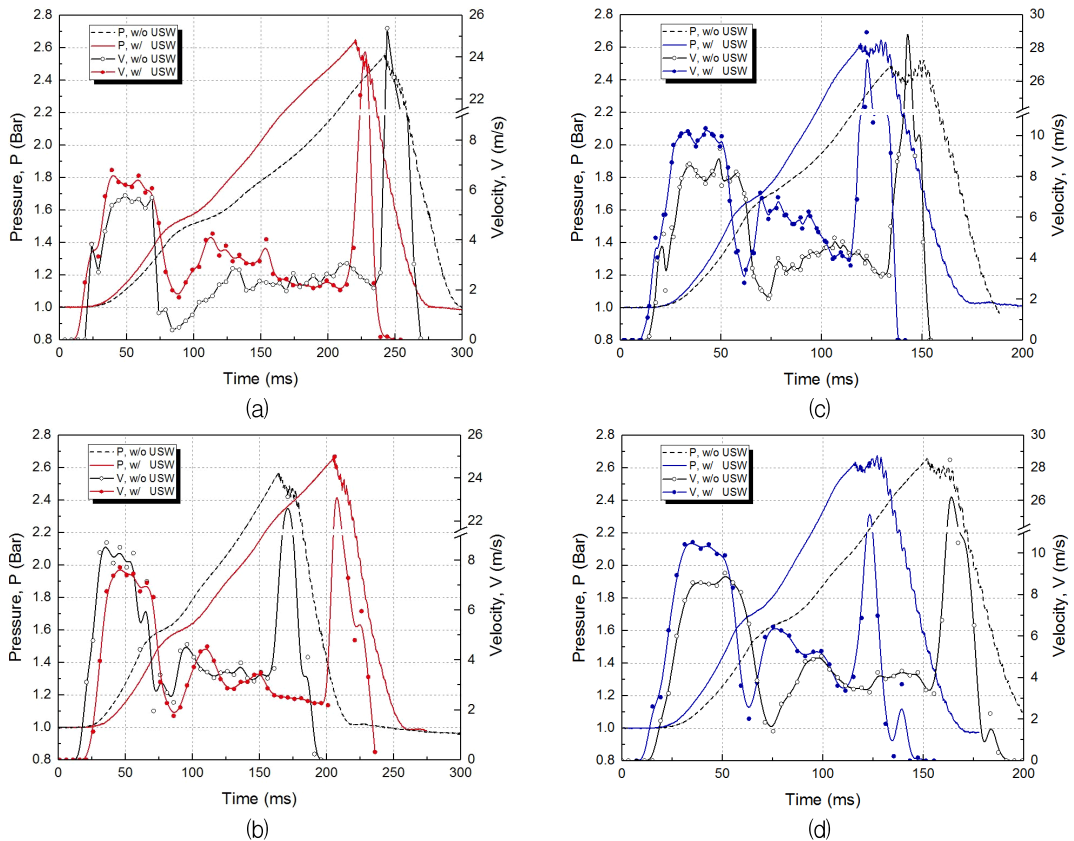 2.8
2.6
2.4
2.2
2.0
1.8
1.6
1.4
1.2
1.0
0.8
Pressure, P (Bar)
P, w/o USW
P, w/ USW
V, w/o USW
V, w/ USW
26
24
22
8
6
4
2
0
Velocity, V (m/s)
0 50 100 150 200 250 300
Time (ms)
(a)
2.8
2.6
2.4
2.2
2.0
1.8
1.6
1.4
1.2
1.0
0.8
Pressure, P (Bar)
P, w/o USW
P, w/ USW
V, w/o USW
V, w/ USW
30
28
26
10
8
6
4
2
0
Velocity, V (m/s)
0 50 100 150 200
Time (ms)
(c)
2.8
2.6
2.4
2.2
2.0
1.8
1.6
1.4
1.2
1.0
0.8
Pressure, P (Bar)
P, w/o USW
P, w/ USW
V, w/o USW
V, w/ USW
26
24
22
8
6
4
2
0
Velocity, V (m/s)
0 50 100 150 200 250 300
Time (ms)
(b)
2.8
2.6
2.4
2.2
2.0
1.8
1.6
1.4
1.2
1.0
0.8
Pressure, P (Bar)
P, w/o USW
P, w/ USW
V, w/o USW
V, w/ USW
30
28
26
10
8
6
4
2
0
Velocity, V (m/s)
0 50 100 150 200
Time (ms)
(d)